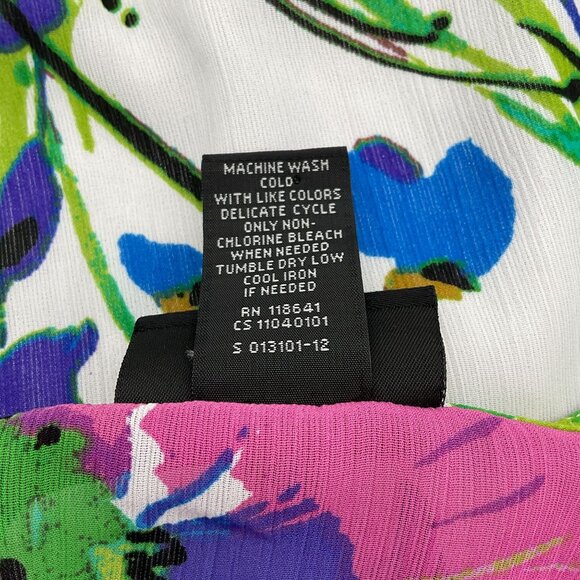 MACHINE WASH
COLD
WITH LIKE COLORS
DELICATE CYCLE
ONLY NON-
CHLORINE BLEACH
WHEN NEEDED
TUMBLE DRY LOW
COOL IRON
IF NEEDED
RN 118641
CS 11040101
S 013101-12